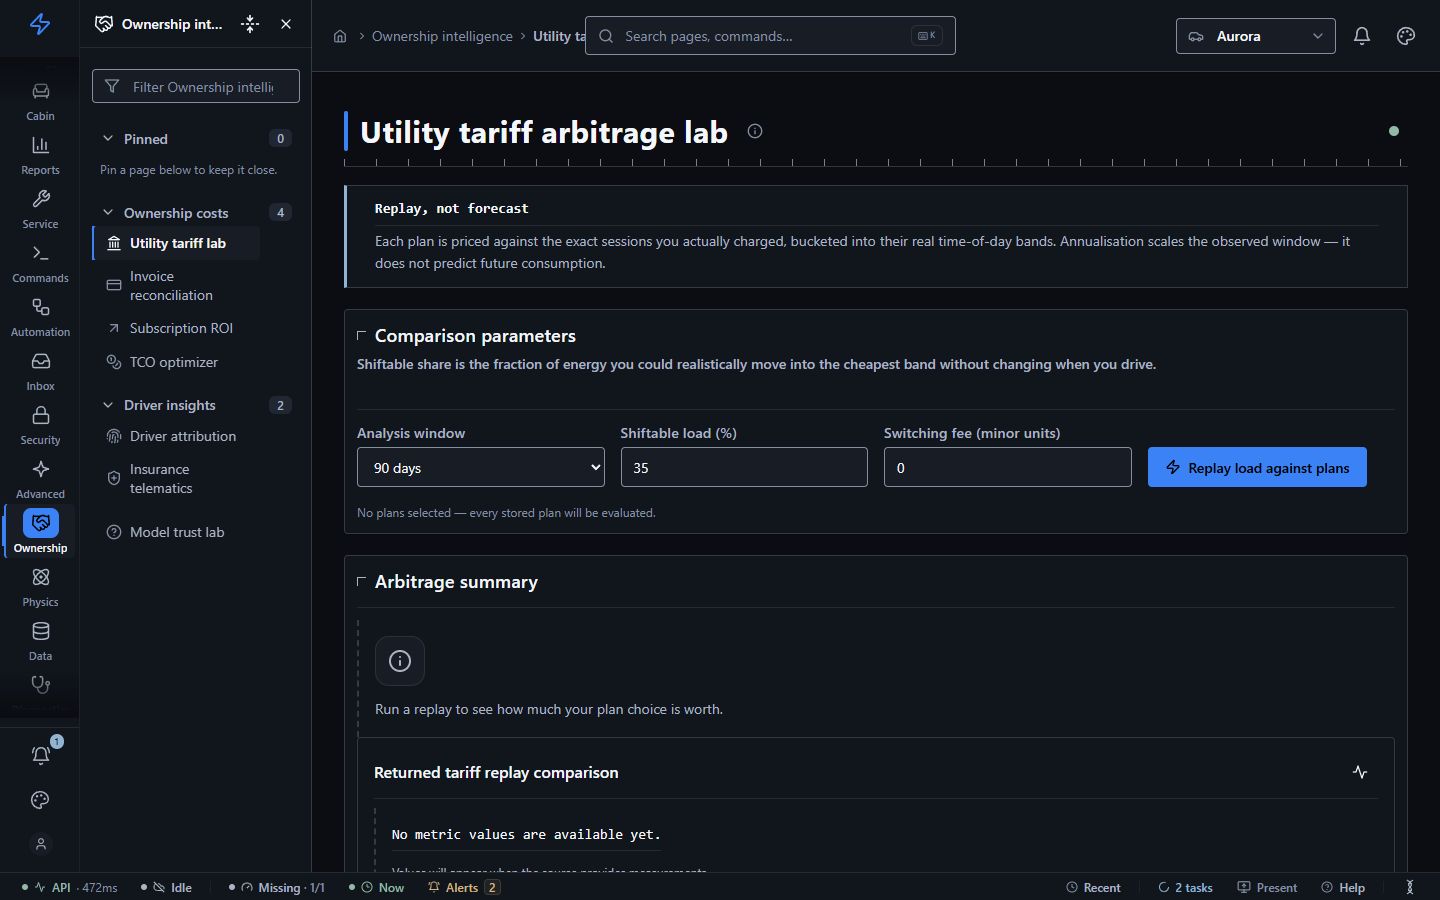 Ownership int...
Ownership intelligence
Utility ta
Search pages, commands...
K
Aurora
Filter Ownership intelli
Cabin
Reports
Service
Commands
Automation
Inbox
Security
Advanced
Ownership
Physics
Data
1
Pinned
0
Pin a page below to keep it close.
Ownership costs
4
Utility tariff lab
Invoice
reconciliation
Subscription ROI
TCO optimizer
Driver insights
2
Driver attribution
Insurance
telematics
Model trust lab
Utility tariff arbitrage lab
Replay, not forecast
Each plan is priced against the exact sessions you actually charged, bucketed into their real time-of-day bands. Annualisation scales the observed window — it
does not predict future consumption.
Comparison parameters
Shiftable share is the fraction of energy you could realistically move into the cheapest band without changing when you drive.
Analysis window
Shiftable load (%)
Switching fee (minor units)
90 days
35
0
Replay load against plans
No plans selected — every stored plan will be evaluated.
Arbitrage summary
Run a replay to see how much your plan choice is worth.
Returned tariff replay comparison
No metric values are available yet.
Values will appear when the source provides measurements.
API · 472ms
Idle
Missing · 1/1
Now
Alerts 2
Recent
2 tasks
Present
Help